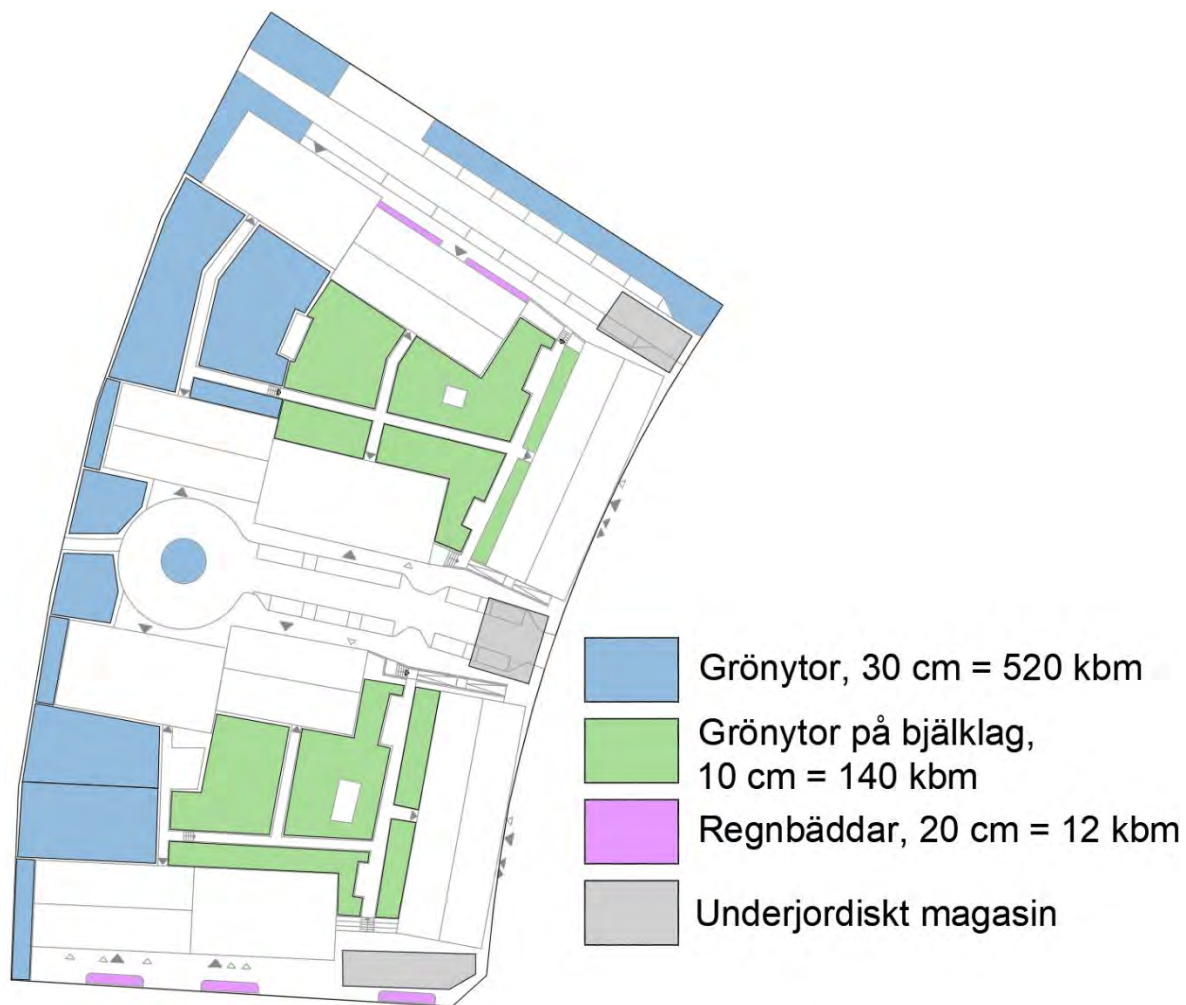 Grönytor, 30 cm = 520 kbm
Grönytor på bjälklag,
10 cm = 140 kbm
Regnbäddar, 20 cm = 12 kbm
Underjordiskt magasin